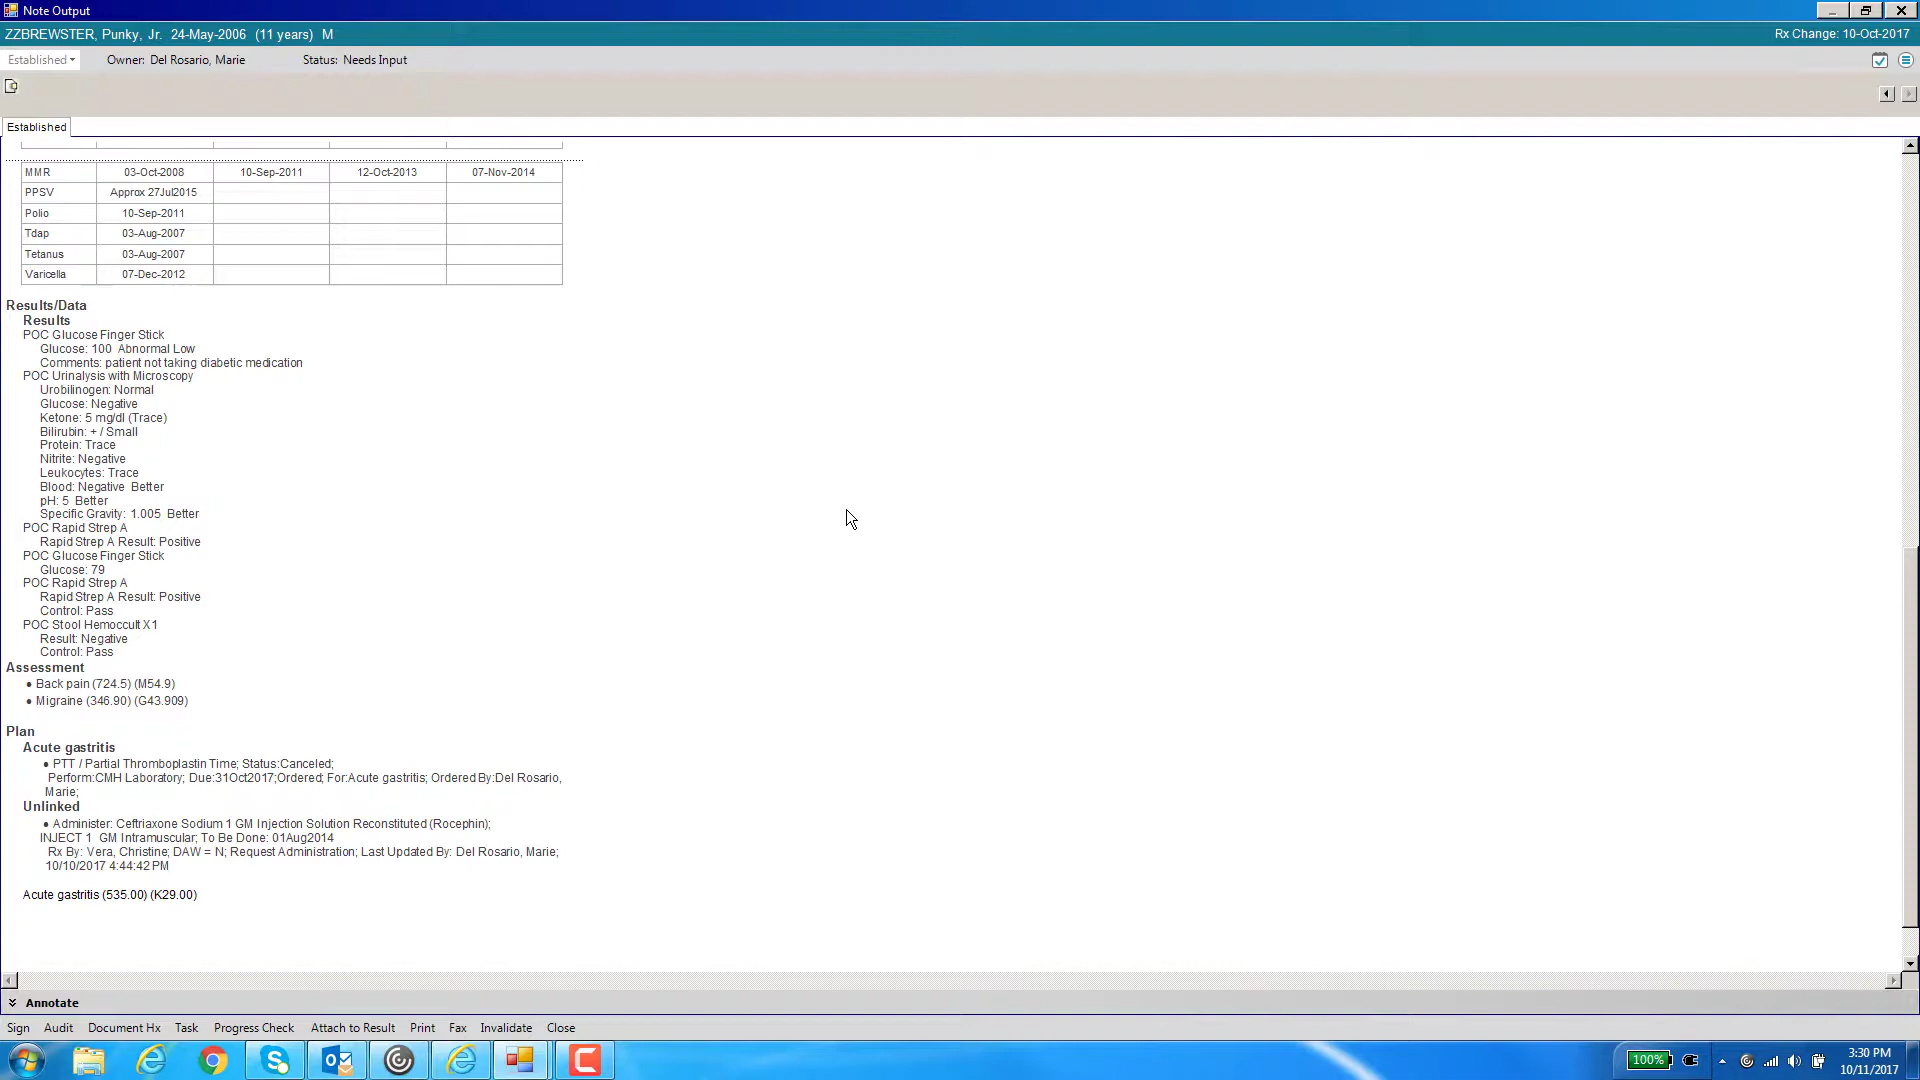 Note Output
ZZBREWSTER, Punky, Jr. 24-May-2006 (11 years) M
Rx Change: 10-Oct-2017
Established
Owner: Del Rosario, Marie
Status: Needs Input
Established
MMR 03-Oct-2008 10-Sep-2011 12-Oct-2013 07-Nov-2014
PPSV Approx 27Jul2015
Polio 10-Sep-2011
Tdap 03-Aug-2007
Tetanus 03-Aug-2007
Varicella 07-Dec-2012
Results/Data
Results
POC Glucose Finger Stick
Glucose: 100 Abnormal Low
Comments: patient not taking diabetic medication
POC Urinalysis with Microscopy
Urobilinogen: Normal
Glucose: Negative
Ketone: 5 mg/dl (Trace)
Bilirubin: + / Small
Protein: Trace
Nitrite: Negative
Leukocytes: Trace
Blood: Negative Better
pH: 5 Better
Specific Gravity: 1.005 Better
POC Rapid Strep A
Rapid Strep A Result: Positive
POC Glucose Finger Stick
Glucose: 79
POC Rapid Strep A
Rapid Strep A Result: Positive
Control: Pass
POC Stool Hemoccult X1
Result: Negative
Control: Pass
Assessment
• Back pain (724.5) (M54.9)
• Migraine (346.90) (G43.909)
Plan
Acute gastritis
• PTT / Partial Thromboplastin Time; Status:Canceled;
Perform:CMH Laboratory; Due:31Oct2017;Ordered; For:Acute gastritis; Ordered By:Del Rosario,
Marie;
Unlinked
• Administer: Ceftriaxone Sodium 1 GM Injection Solution Reconstituted (Rocephin);
INJECT 1 GM Intramuscular; To Be Done: 01Aug2014
Rx By: Vera, Christine; DAW = N; Request Administration; Last Updated By: Del Rosario, Marie;
10/10/2017 4:44:42 PM
Acute gastritis (535.00) (K29.00)
Annotate
Sign Audit Document Hx Task Progress Check Attach to Result Print Fax Invalidate Close
100%
3:30 PM
10/11/2017